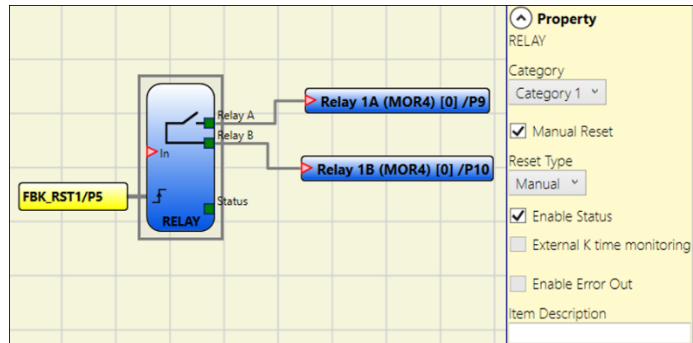 Relay A
Relay B
In
Status
RELAY
FBK_RST1/P5
Relay 1A (MOR4) [0] /P9
Relay 1B (MOR4) [0] /P10
Property
RELAY
Category
Category 1
Manual Reset
Reset Type
Manual
Enable Status
External K time monitoring
Enable Error Out
Item Description